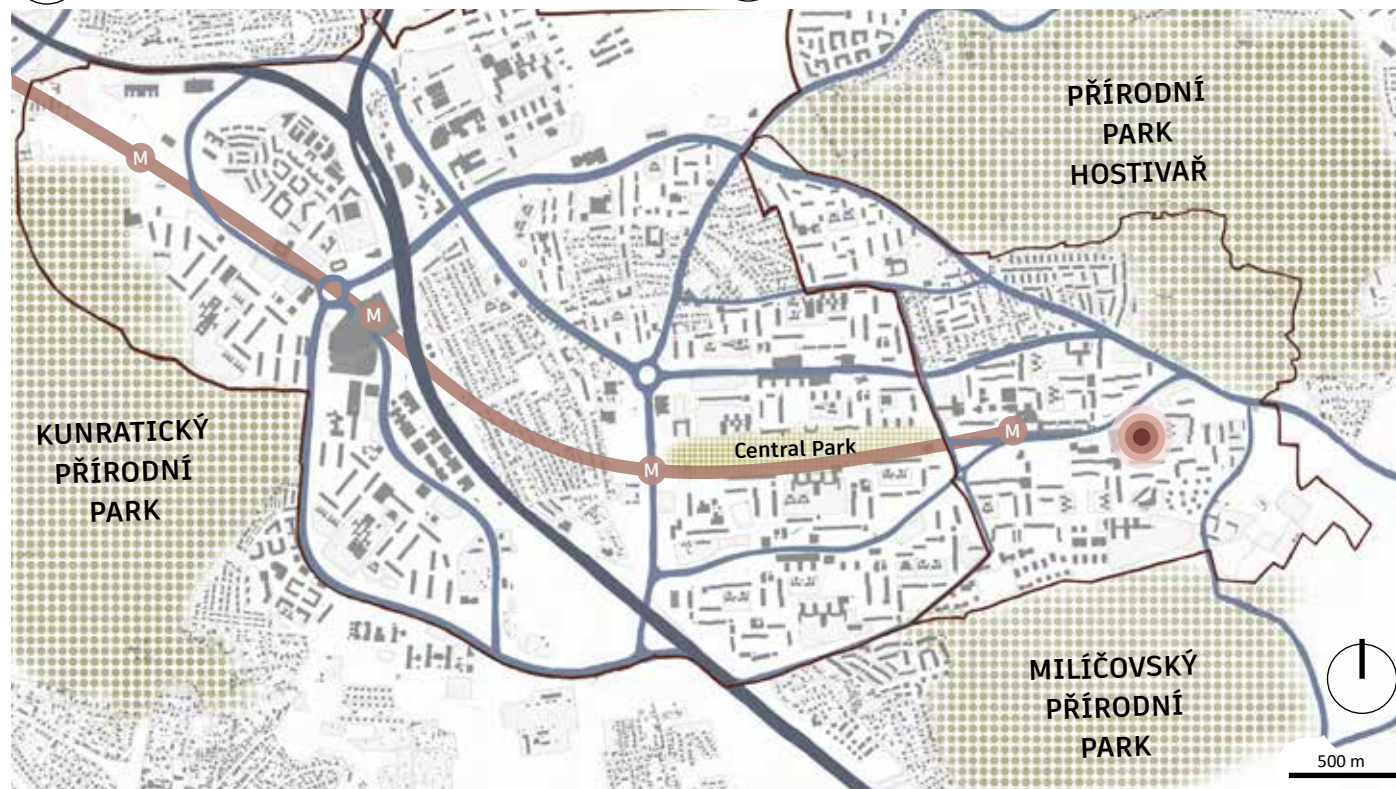 PŘÍRODNÍ
PARK
HOSTIVAŘ
M
M
KUNRATICKÝ
PŘÍRODNÍ
PARK
M
Central Park
M
MILÍČOVSKÝ
PŘÍRODNÍ
PARK
500 m